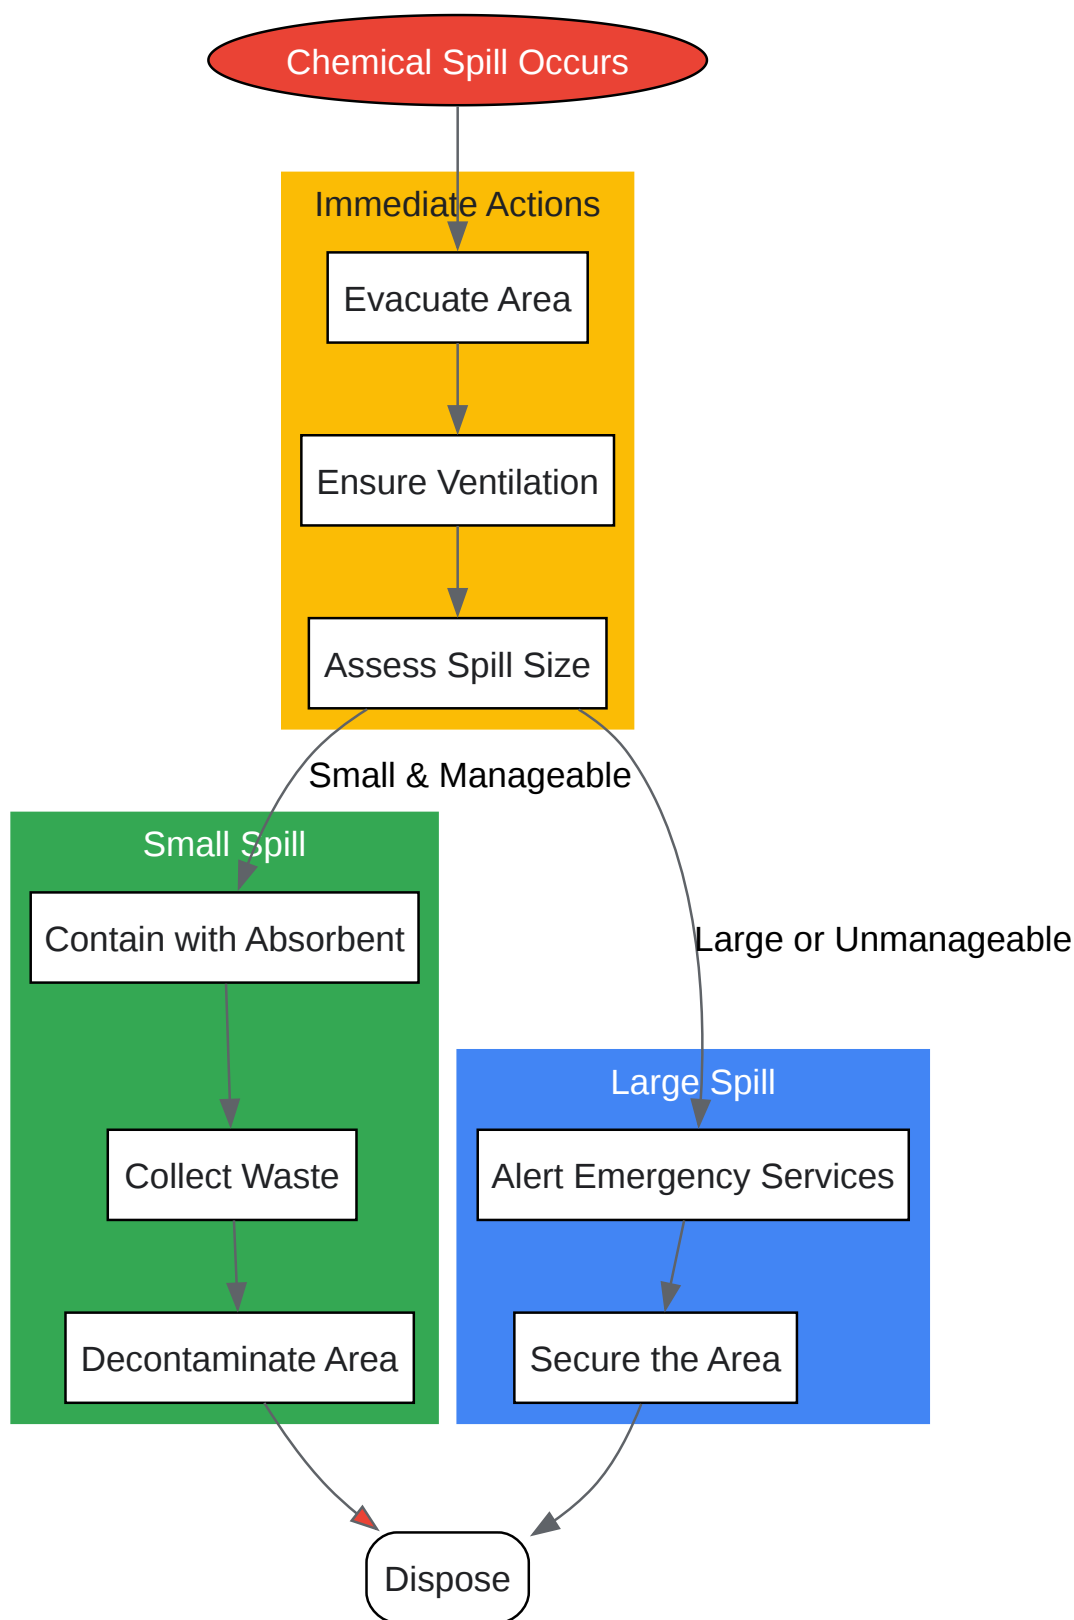 Chemical Spill Occurs
Immediate Actions
Evacuate Area
Ensure Ventilation
Assess Spill Size
Small & Manageable
Small Spill
Contain with Absorbent
Large or Unmanageable
Large Spill
Collect Waste
Alert Emergency Services
Decontaminate Area
Secure the Area
Dispose